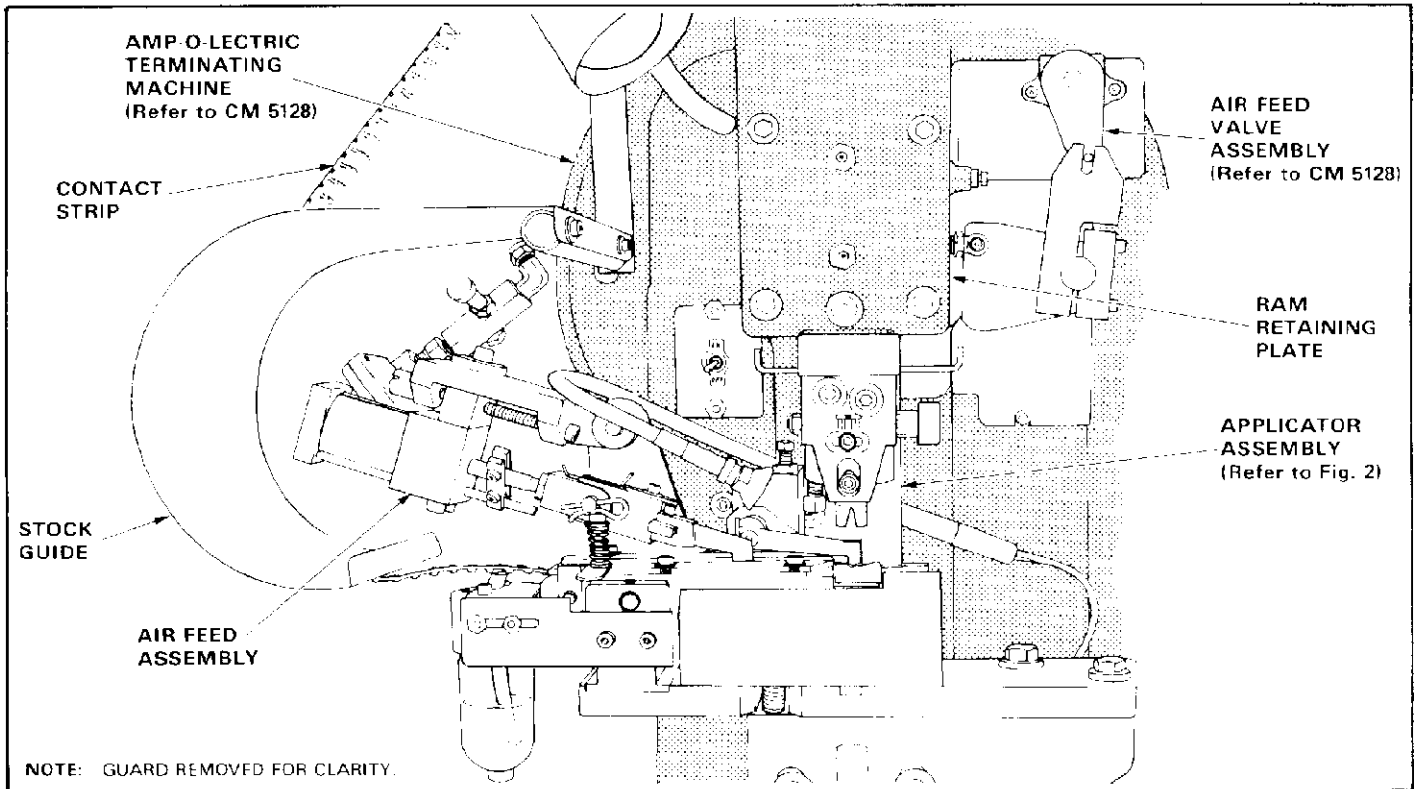 AMP-O-LECTRIC
TERMINATING
MACHINE
(Refer to CM 5128)
CONTACT
STRIP
AIR FEED
VALVE
ASSEMBLY
(Refer to CM 5128)
RAM
RETAINING
PLATE
APPLICATOR
ASSEMBLY
(Refer to Fig. 2)
STOCK
GUIDE
AIR FEED
ASSEMBLY
NOTE: GUARD REMOVED FOR CLARITY.